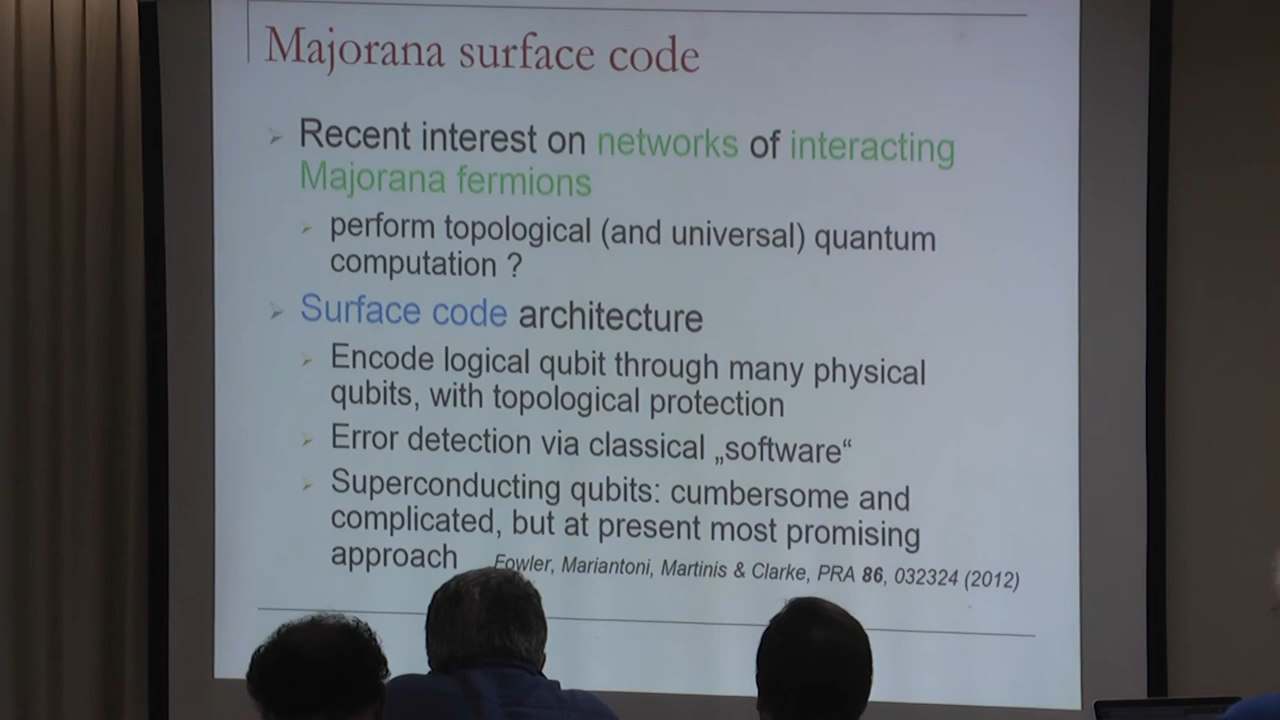 Majorana surface code
Recent interest on networks of interacting
Majorana fermions
perform topological (and universal) quantum
computation ?
Surface code architecture
Encode logical qubit through many physical
qubits, with topological protection
Error detection via classical „software“
Superconducting qubits: cumbersome and
complicated, but at present most promising
approach
Fowler, Mariantoni, Martinis & Clarke, PRA 86, 032324 (2012)